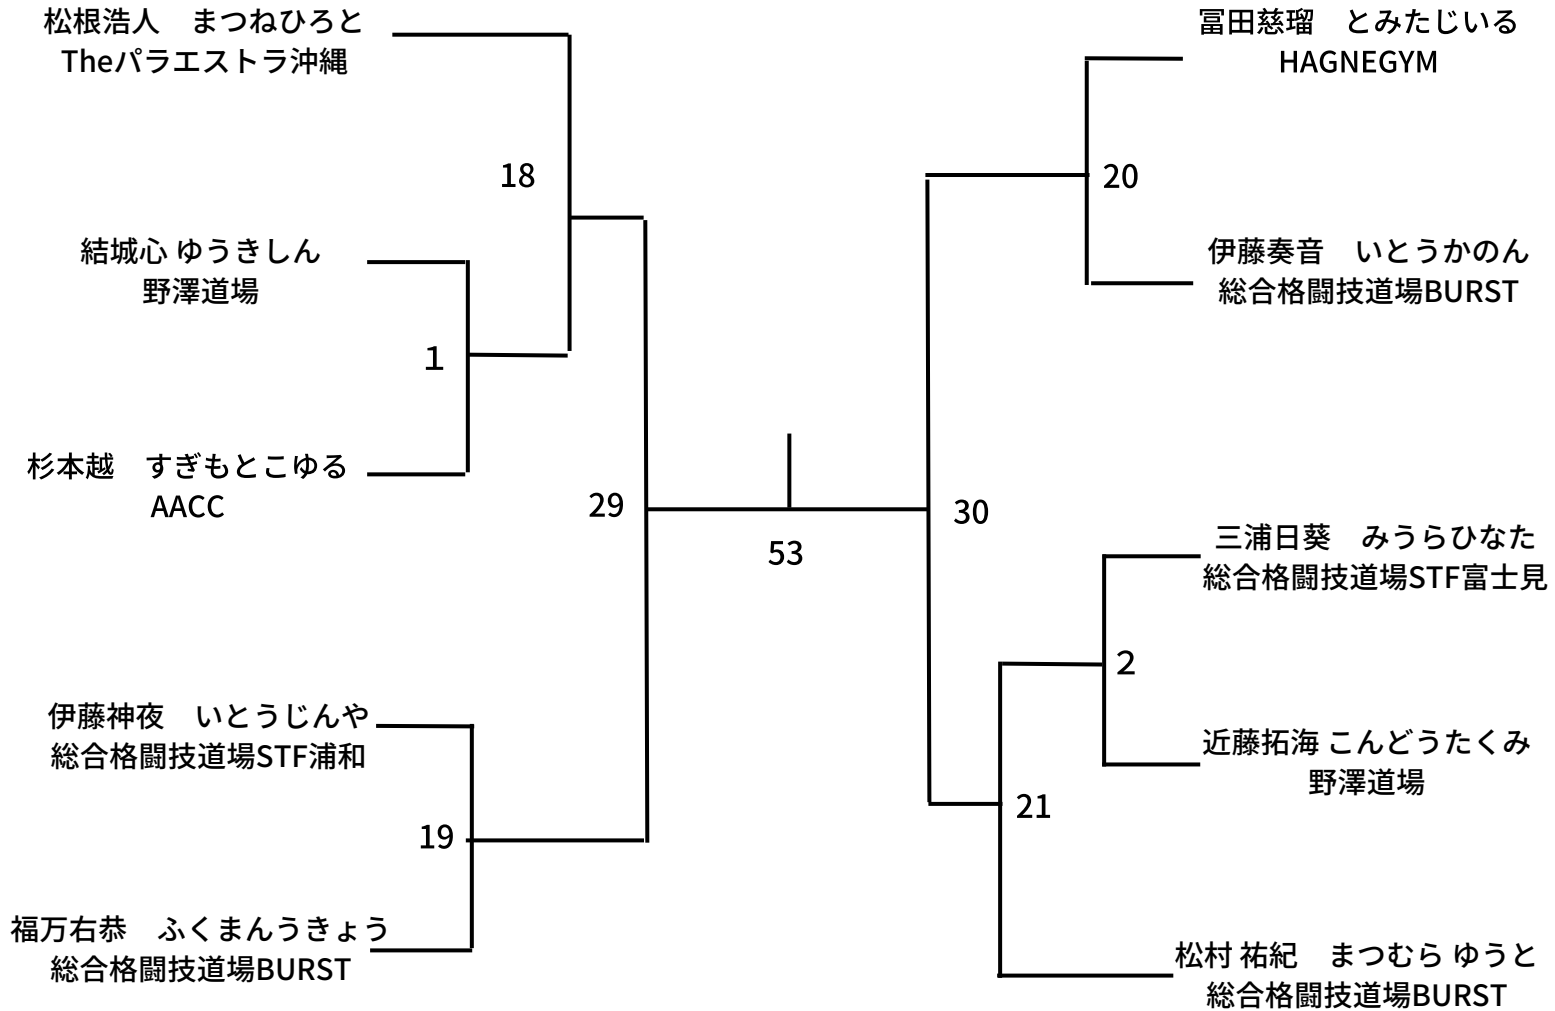 松根浩人　まつねひろと
Theパラエストラ沖縄
18
結城心 ゆうきしん
野澤道場
1
杉本越　すぎもとこゆる
AACC
29
伊藤神夜　いとうじんや
総合格闘技道場STF浦和
19
福万右恭　ふくまんうきょう
総合格闘技道場BURST
53
冨田慈瑠　とみたじいる
HAGNEGYM
20
伊藤奏音　いとうかのん
総合格闘技道場BURST
30
三浦日葵　みうらひなた
総合格闘技道場STF富士見
2
近藤拓海 こんどうたくみ
野澤道場
21
松村 祐紀　まつむら ゆうと
総合格闘技道場BURST